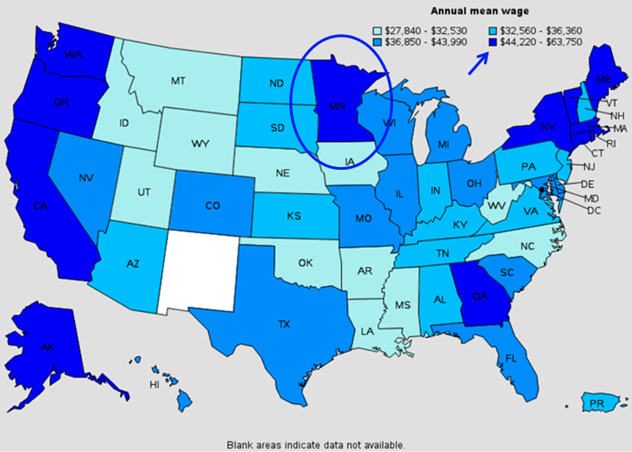 Annual mean wage
$27,840 - $32,530 $32,560 - $36,360
$36,850 - $43,990 $44,220 - $63,750
WA
MT
ND
MN
ME
OR
ID
SD
WI
VT
NH
NY
MA
WY
MI
RI
CT
IA
PA
NJ
NE
NV
UT
IL
IN
OH
DE
CO
WV
MD
CA
KS
MO
VA
DC
KY
AZ
OK
TN
NC
AR
SC
MS
AL
GA
TX
LA
AK
FL
HI
PR
Blank areas indicate data not available.